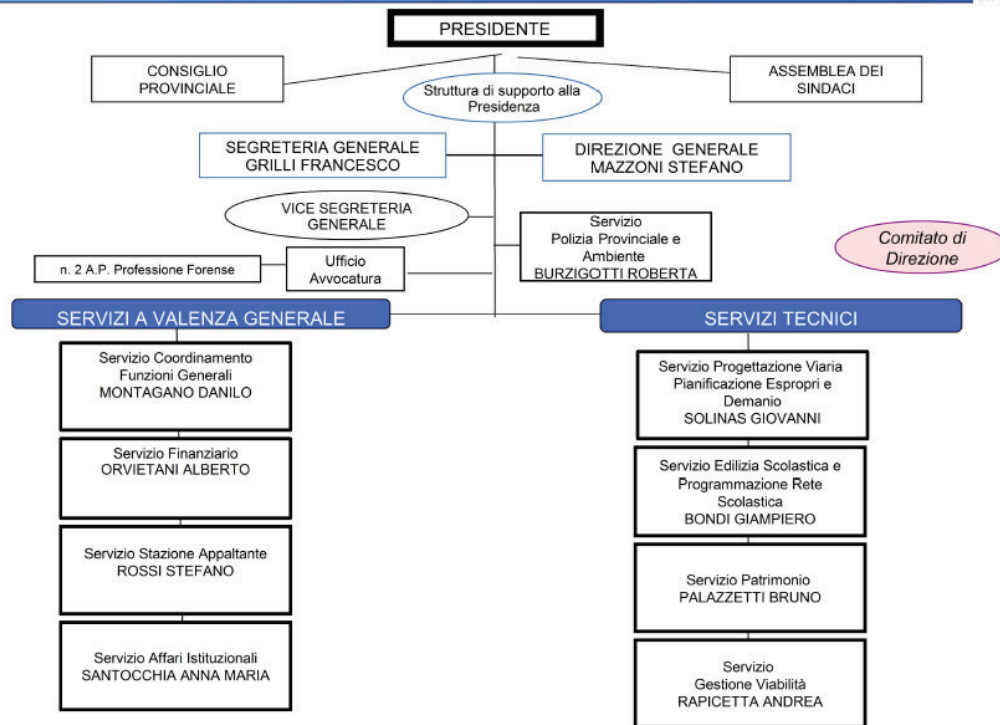 PRESIDENTE
CONSIGLIO
PROVINCIALE
Struttura di supporto alla
Presidenza
ASSEMBLEA DEI
SINDACI
SEGRETERIA GENERALE
GRILLI FRANCESCO
DIREZIONE GENERALE
MAZZONI STEFANO
VICE SEGRETERIA
GENERALE
Servizio
Polizia Provinciale e
Ambiente
BURZIGOTTI ROBERTA
Comitato di
Direzione
n. 2 A.P. Professione Forense
Ufficio
Avvocatura
SERVIZI A VALENZA GENERALE
Servizio Coordinamento
Funzioni Generali
MONTAGANO DANILO
Servizio Finanziario
ORVIETANI ALBERTO
Servizio Stazione Appaltante
ROSSI STEFANO
Servizio Affari Istituzionali
SANTOCCHIA ANNA MARIA
SERVIZI TECNICI
Servizio Progettazione Viaria
Pianificazione Espropri e
Demanio
SOLINAS GIOVANNI
Servizio Edilizia Scolastica e
Programmazione Rete
Scolastica
BONDI GIAMPIERO
Servizio Patrimonio
PALAZZETTI BRUNO
Servizio
Gestione Viabilità
RAPICETTA ANDREA